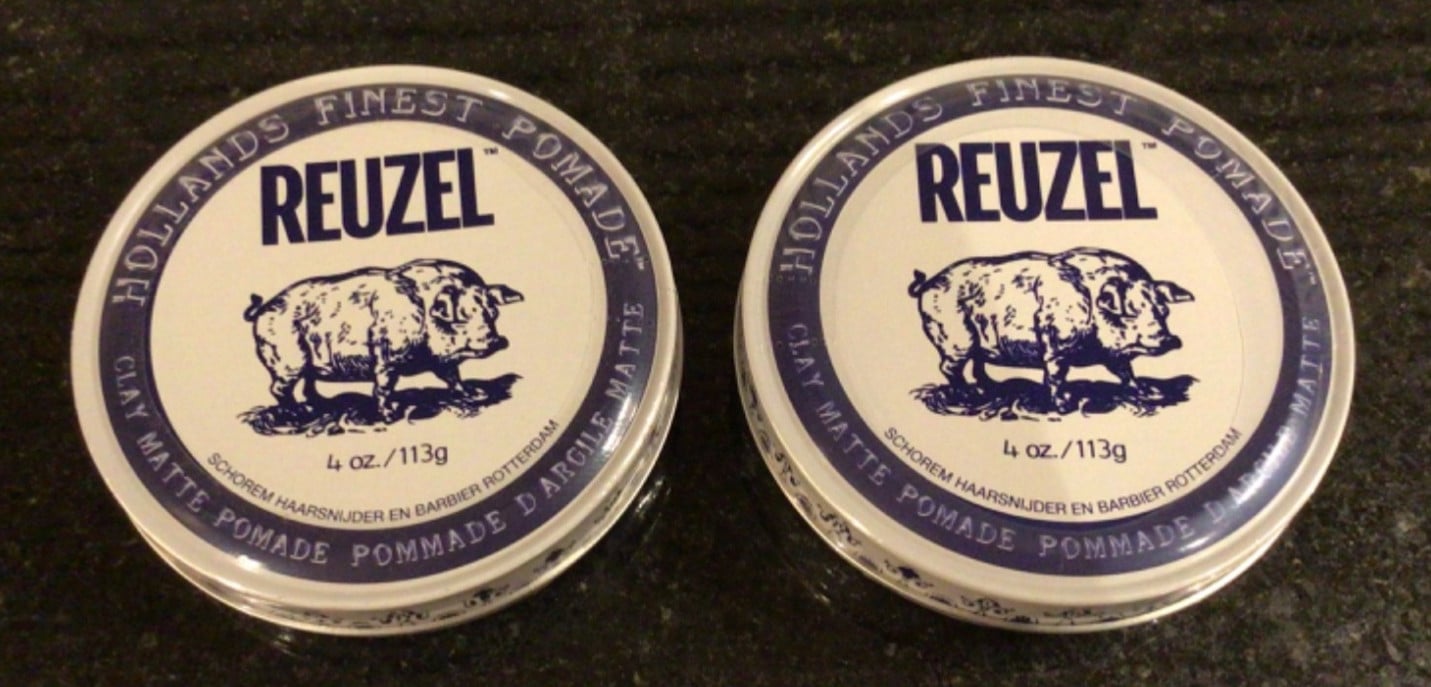 HOLLANDS FINEST POMADE™
REUZEL™
4 oz./113g
SCHOREM HAARSNIJDER EN BARBIER ROTTERDAM
CLAY MATTE POMADE POMMADE D'ARGILE MATTE
HOLLANDS FINEST POMADE™
REUZEL™
4 oz./113g
SCHOREM HAARSNIJDER EN BARBIER ROTTERDAM
CLAY MATTE POMADE POMMADE D'ARGILE MATTE